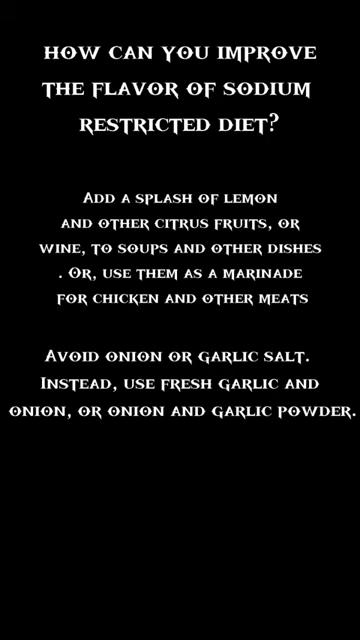 HOW CAN YOU IMPROVE
THE FLAVOR OF SODIUM
RESTRICTED DIET?
ADD A SPLASH OF LEMON
AND OTHER CITRUS FRUITS, OR
WINE, TO SOUPS AND OTHER DISHES
. OR, USE THEM AS A MARINADE
FOR CHICKEN AND OTHER MEATS
AVOID ONION OR GARLIC SALT.
INSTEAD, USE FRESH GARLIC AND
ONION, OR ONION AND GARLIC POWDER.